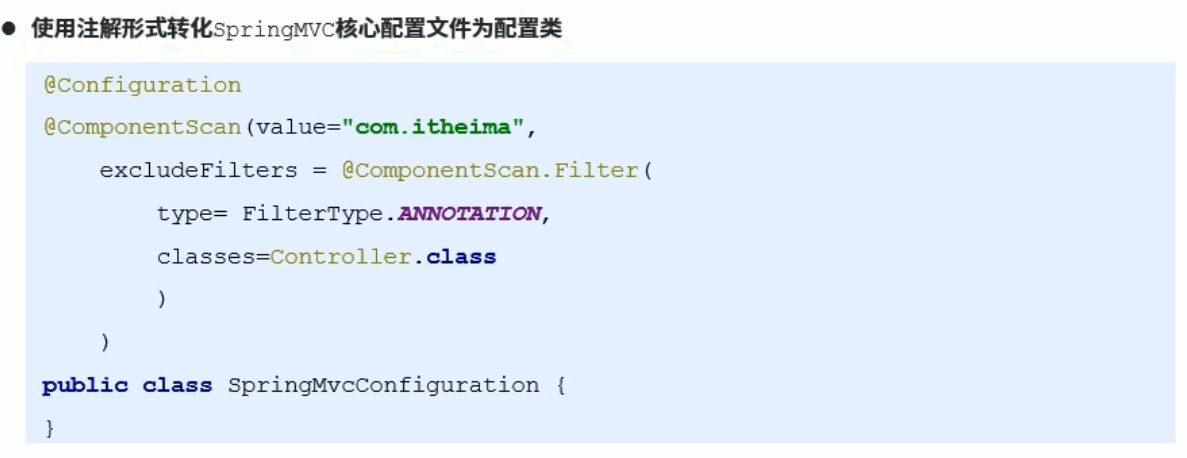 ● 使用注解形式转化SpringMVC核心配置文件为配置类
@Configuration
@ComponentScan(value="com.itheima",
    excludeFilters = @ComponentScan.Filter(
        type= FilterType.ANNOTATION,
        classes=Controller.class
        )
    )
public class SpringMvcConfiguration {
}